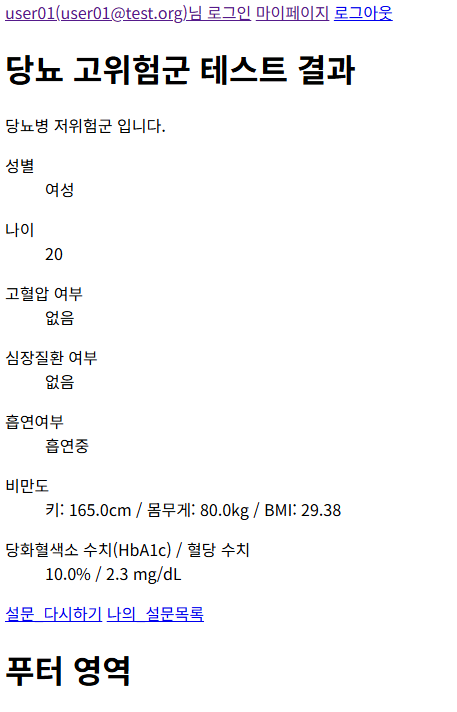 user01(user01@test.org)님 로그인 마이페이지 로그아웃
당뇨 고위험군 테스트 결과
당뇨병 저위험군 입니다.
성별
여성
나이
20
고혈압 여부
없음
심장질환 여부
없음
흡연여부
흡연중
비만도
키: 165.0cm / 몸무게: 80.0kg / BMI: 29.38
당화혈색소 수치(HbA1c) / 혈당 수치
10.0% / 2.3 mg/dL
설문 다시하기 나의 설문목록
푸터 영역